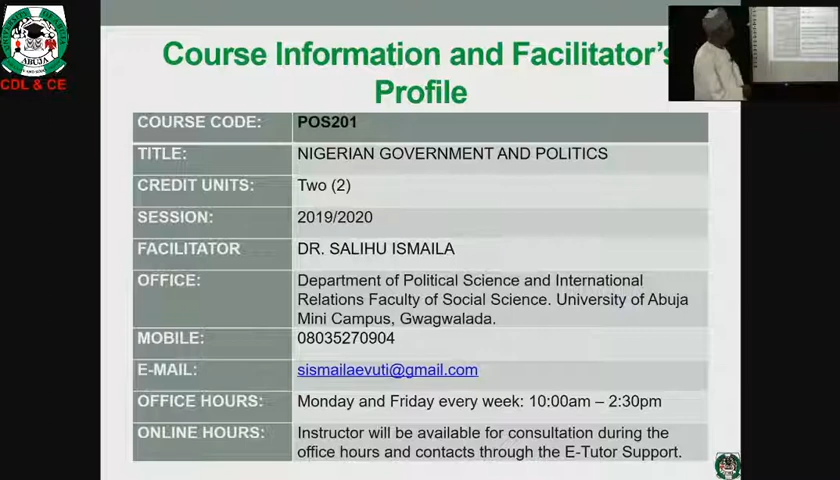 ABUJA
CDL & CE
Course Information and Facilitator's
Profile
COURSE CODE: POS201
TITLE: NIGERIAN GOVERNMENT AND POLITICS
CREDIT UNITS: Two (2)
SESSION: 2019/2020
FACILITATOR DR. SALIHU ISMAILA
OFFICE: Department of Political Science and International
Relations Faculty of Social Science. University of Abuja
Mini Campus, Gwagwalada.
MOBILE: 08035270904
E-MAIL: sismailaevuti@gmail.com
OFFICE HOURS: Monday and Friday every week: 10:00am – 2:30pm
ONLINE HOURS: Instructor will be available for consultation during the
office hours and contacts through the E-Tutor Support.